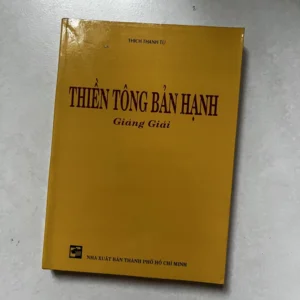 THÍCH THANH TỪ
THIỀN TÔNG BẢN HẠNH
Giảng Giải
NHÀ XUẤT BẢN THÀNH PHỐ HỒ CHÍ MINH